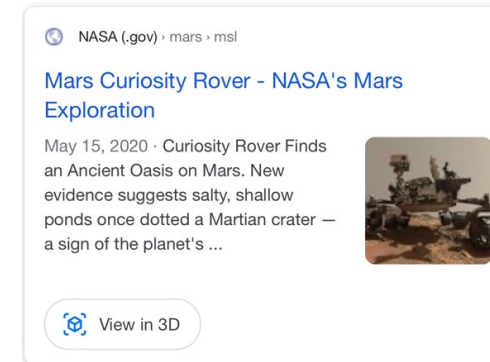 NASA (.gov) › mars › msl
Mars Curiosity Rover - NASA's Mars
Exploration
May 15, 2020 · Curiosity Rover Finds
an Ancient Oasis on Mars. New
evidence suggests salty, shallow
ponds once dotted a Martian crater —
a sign of the planet's ...
View in 3D